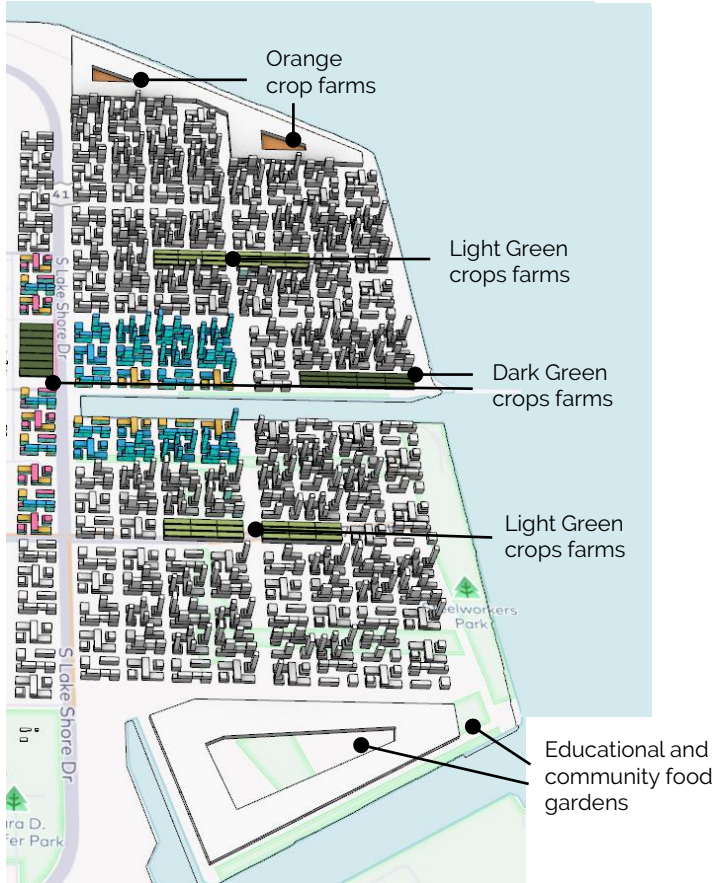 Orange
crop farms
41
S Lake Shore Dr
Light Green
crops farms
Dark Green
crops farms
Light Green
crops farms
Park
S Lake Shore Dr
Educational and
community food
gardens
D.
Park